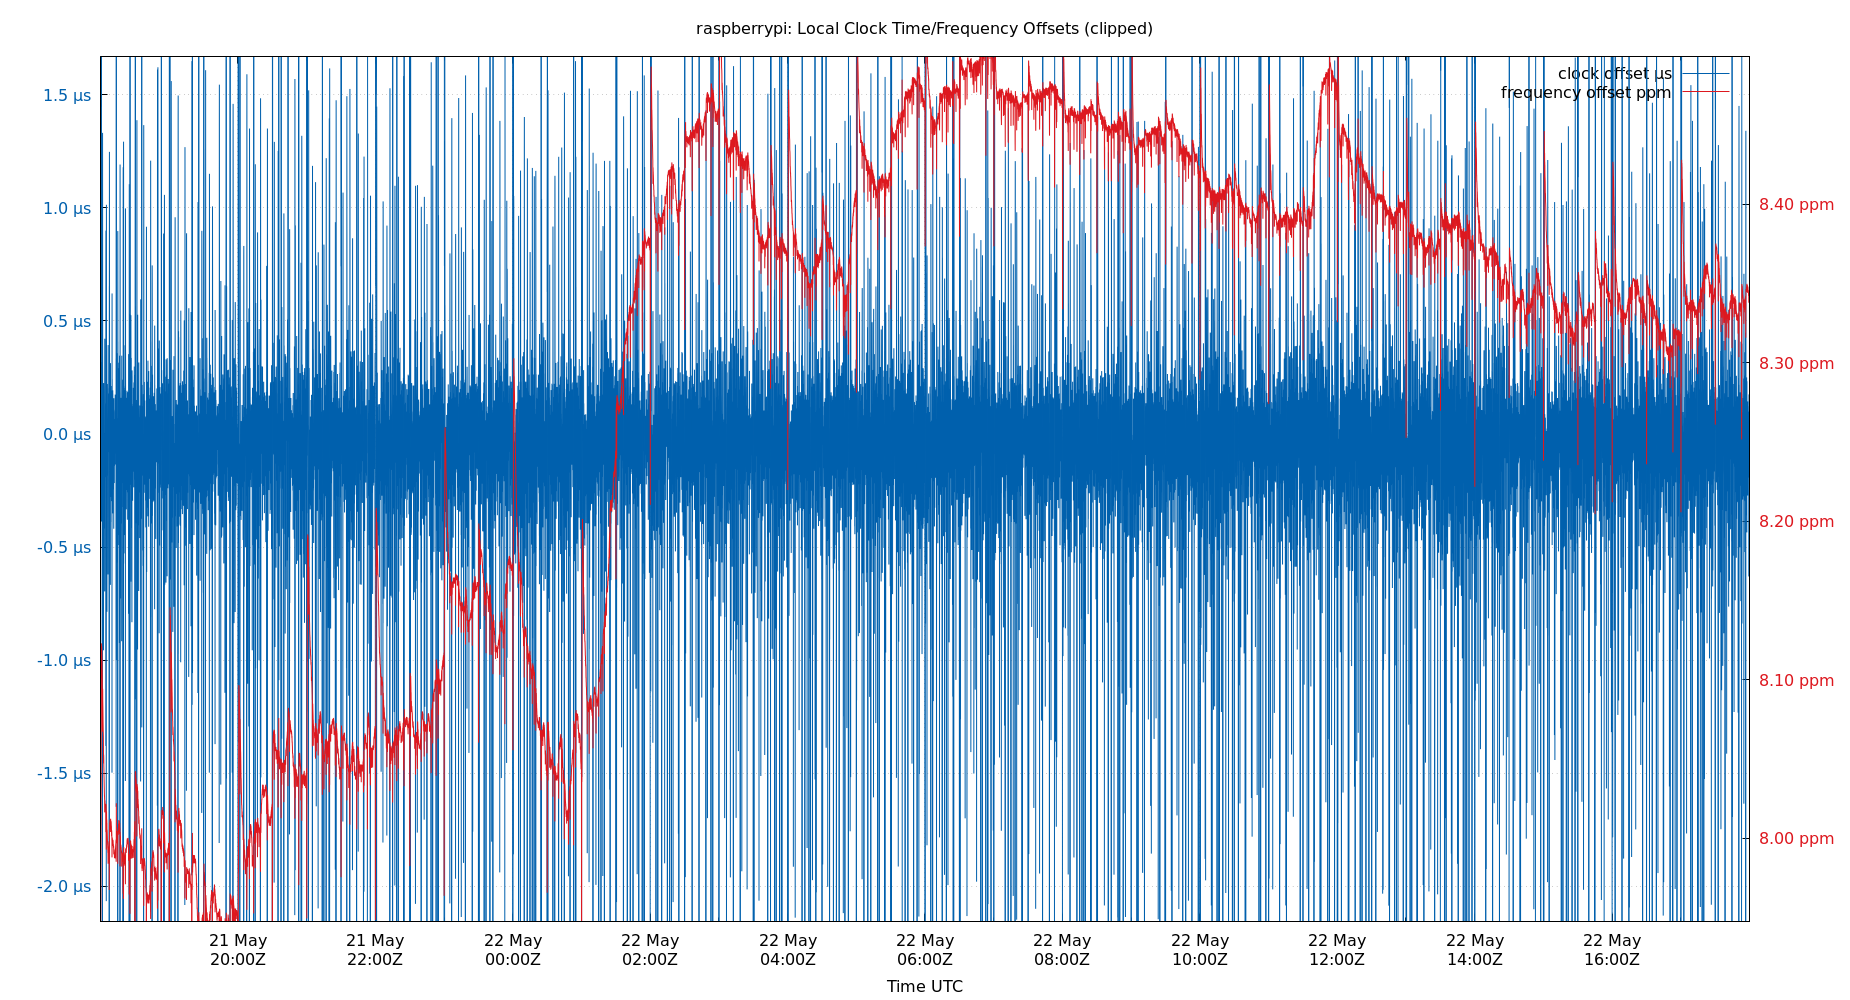 raspberrypi: Local Clock Time/Frequency Offsets (clipped)
clock offset µs
frequency offset ppm
1.5 µs
1.0 µs
0.5 µs
0.0 µs
-0.5 µs
-1.0 µs
-1.5 µs
-2.0 µs
8.40 ppm
8.30 ppm
8.20 ppm
8.10 ppm
8.00 ppm
21 May 21 May 22 May 22 May 22 May 22 May 22 May 22 May 22 May 22 May 22 May
20:00Z 22:00Z 00:00Z 02:00Z 04:00Z 06:00Z 08:00Z 10:00Z 12:00Z 14:00Z 16:00Z
Time UTC